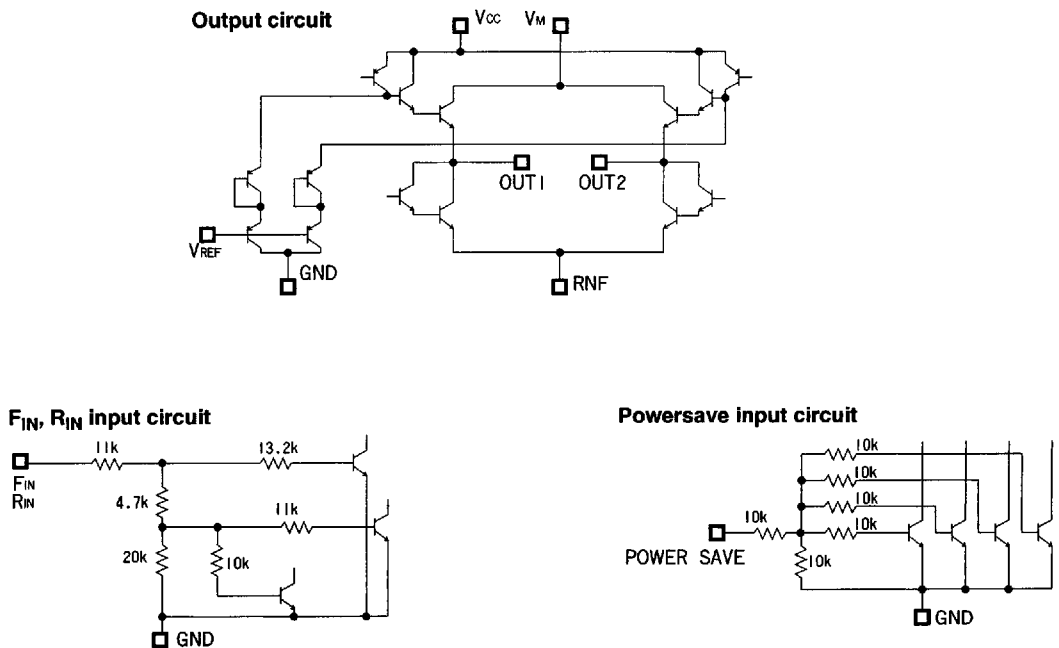 Output circuit
VCC
VM
OUT1
OUT2
VREF
GND
RNF
FIN, RIN input circuit
11k
13.2k
FIN
RIN
4.7k
11k
20k
10k
GND
Powersave input circuit
10k
10k
10k
10k
10k
POWER SAVE
10k
GND